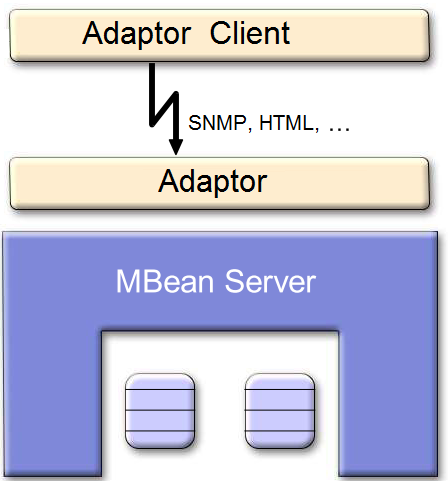 Adaptor Client
SNMP, HTML, ...
Adaptor
MBean Server